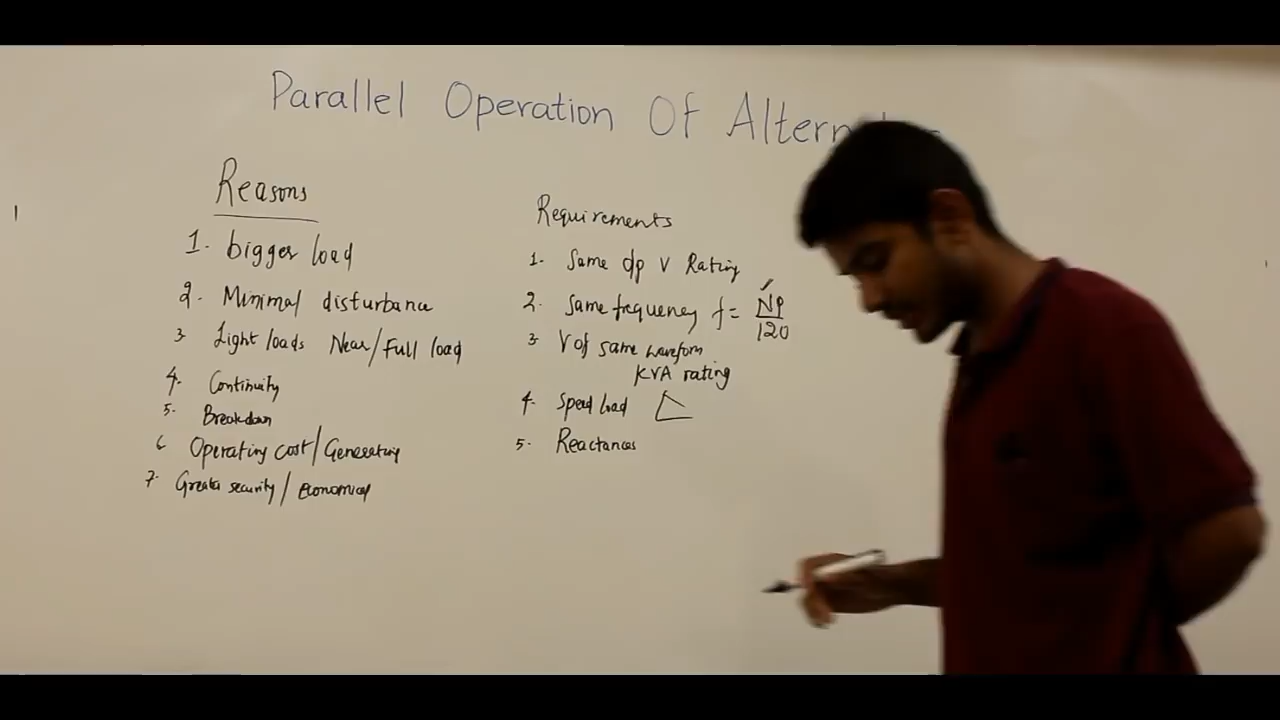 Parallel Operation Of Altern
Reasons
1. bigger load
2. Minimal disturbance
3. Light loads Near/Full load
4. Continuity
5. Breakdown
6 Operating cost/Generating
7. Greater security/Economical
Requirements
1. Same o/p V Rating
2. Same frequency f = NP/120
3. V of same waveform
KVA rating
4. Speed load
5. Reactances